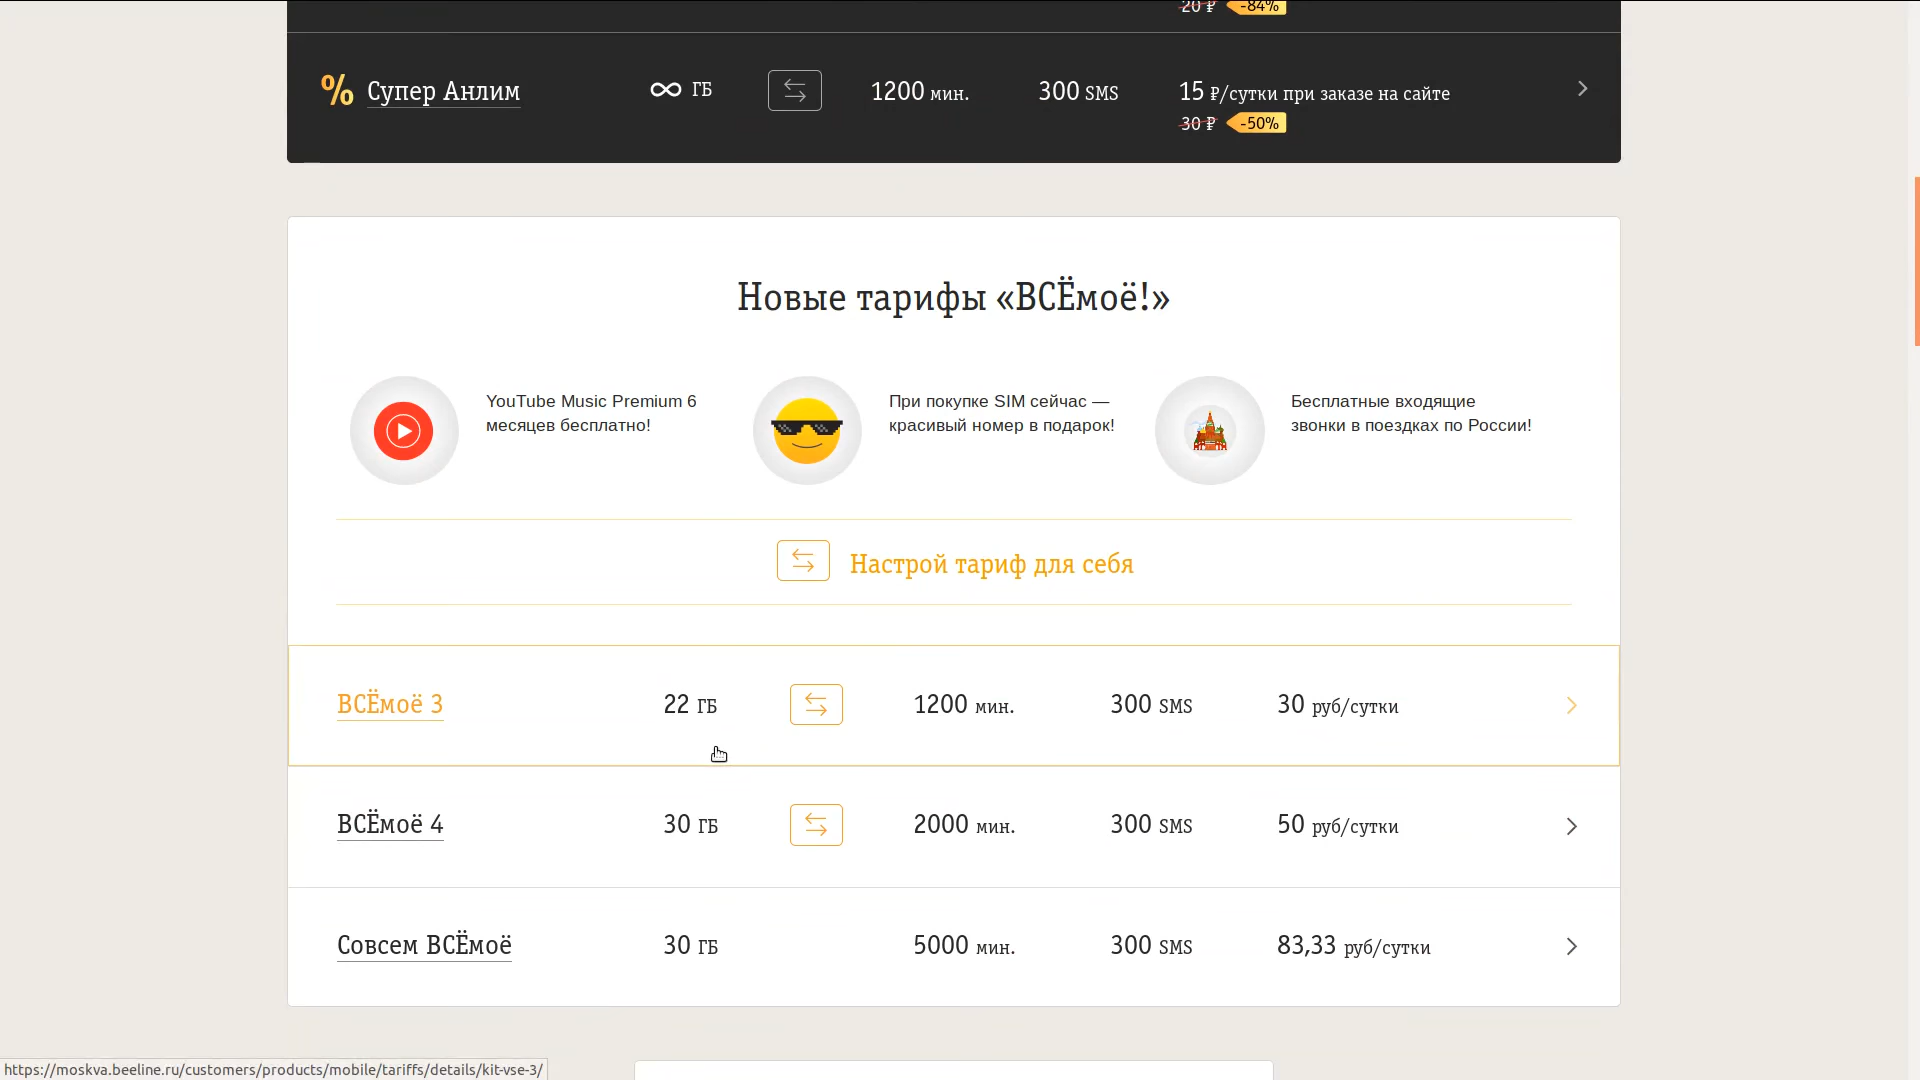 20 ₽ -84%
% Супер Анлим ∞ ГБ 1200 мин. 300 SMS 15 ₽/сутки при заказе на сайте
30 ₽ -50%
Новые тарифы «ВСЁмоё!»
YouTube Music Premium 6
месяцев бесплатно!
При покупке SIM сейчас —
красивый номер в подарок!
Бесплатные входящие
звонки в поездках по России!
Настрой тариф для себя
ВСЁмоё 3 22 ГБ 1200 мин. 300 SMS 30 руб/сутки
ВСЁмоё 4 30 ГБ 2000 мин. 300 SMS 50 руб/сутки
Совсем ВСЁмоё 30 ГБ 5000 мин. 300 SMS 83,33 руб/сутки
https://moskva.beeline.ru/customers/products/mobile/tariffs/details/kit-vse-3/